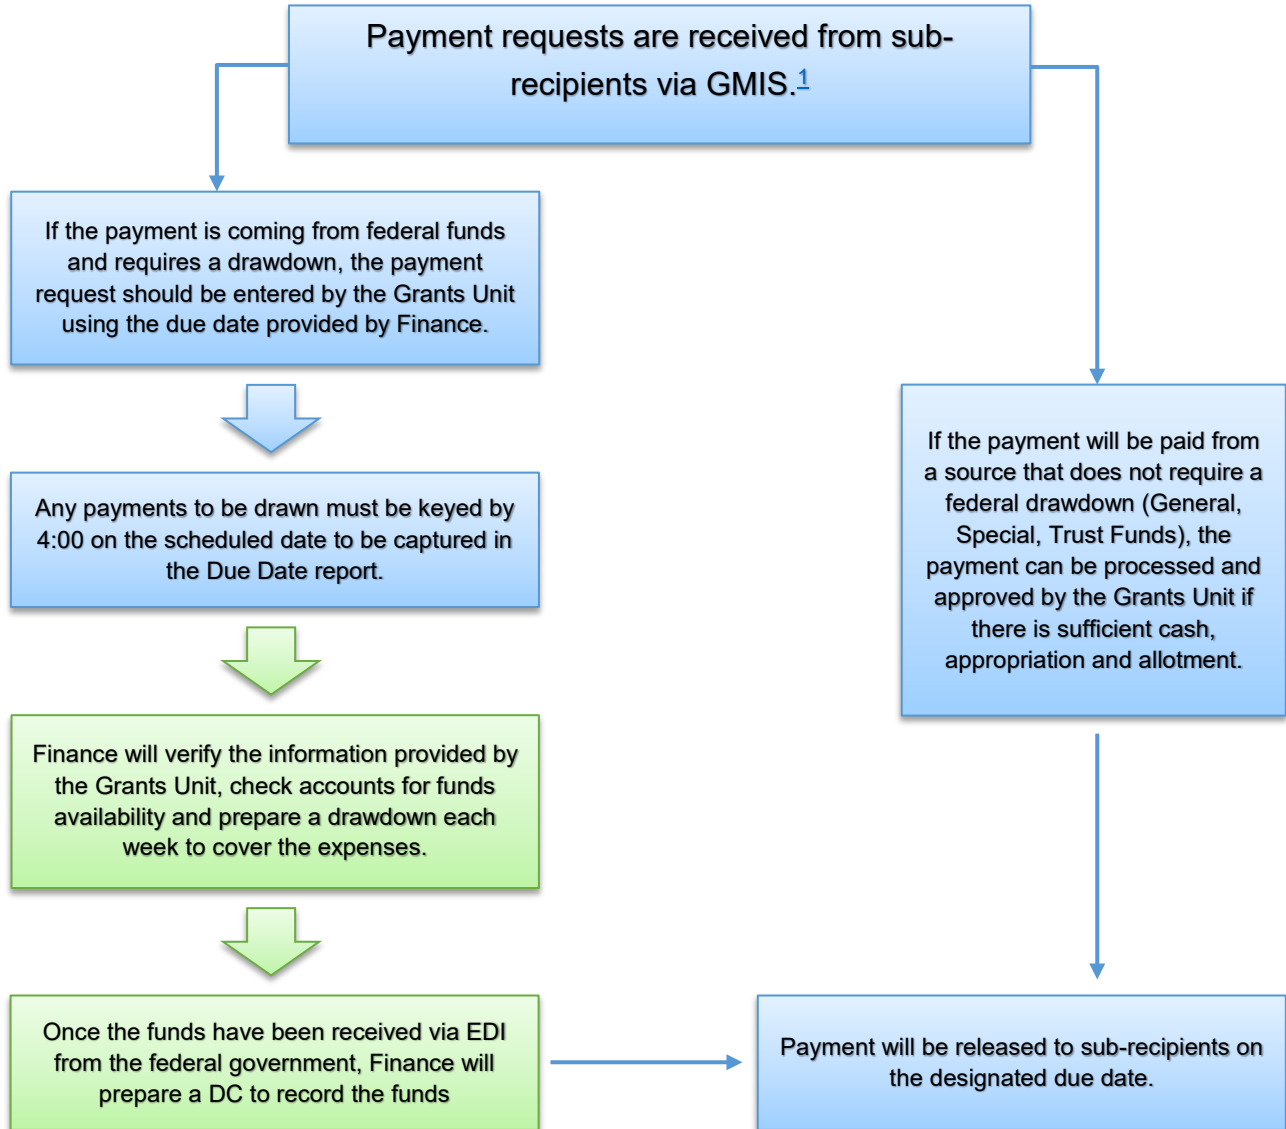 Payment requests are received from sub-
recipients via GMIS.1
If the payment is coming from federal funds
and requires a drawdown, the payment
request should be entered by the Grants Unit
using the due date provided by Finance.
Any payments to be drawn must be keyed by
4:00 on the scheduled date to be captured in
the Due Date report.
Finance will verify the information provided by
the Grants Unit, check accounts for funds
availability and prepare a drawdown each
week to cover the expenses.
Once the funds have been received via EDI
from the federal government, Finance will
prepare a DC to record the funds
If the payment will be paid from
a source that does not require a
federal drawdown (General,
Special, Trust Funds), the
payment can be processed and
approved by the Grants Unit if
there is sufficient cash,
appropriation and allotment.
Payment will be released to sub-recipients on
the designated due date.